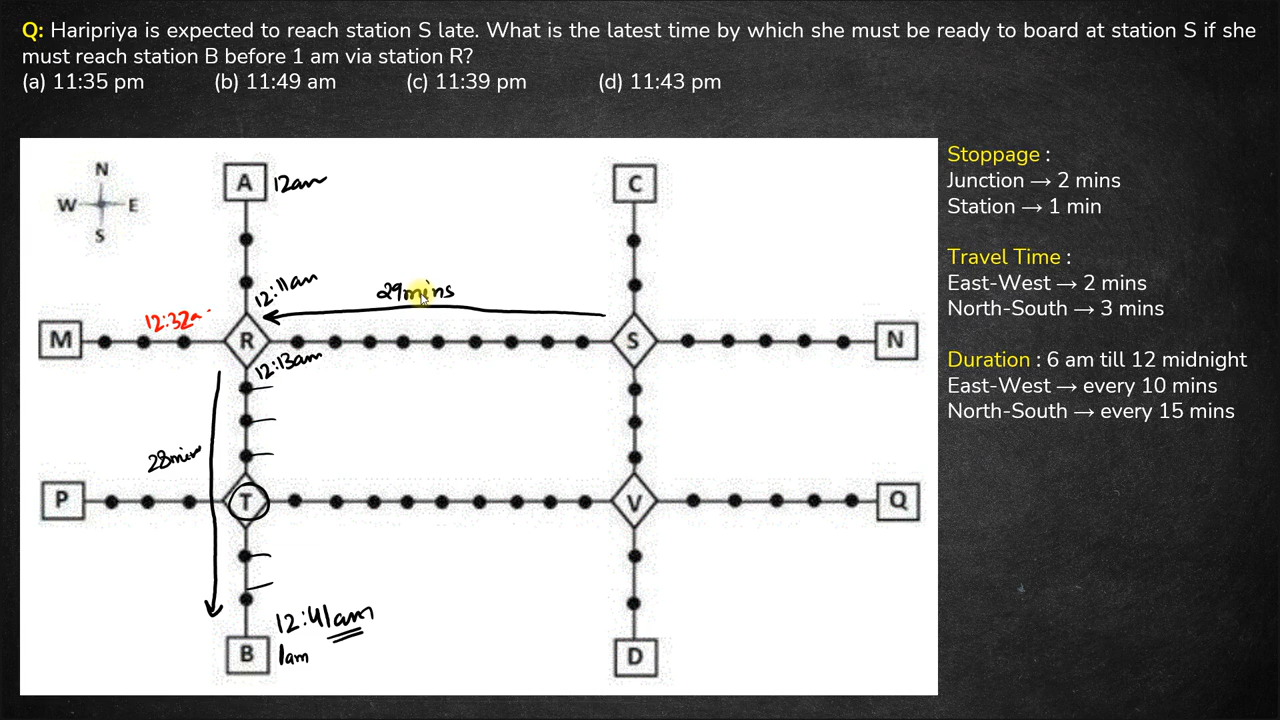 Q: Haripriya is expected to reach station S late. What is the latest time by which she must be ready to board at station S if she
must reach station B before 1 am via station R?
(a) 11:35 pm (b) 11:49 am (c) 11:39 pm (d) 11:43 pm
N
W E
S
A 12am
C
12:11am
29mins
12:32a
M R S N
12:13am
28min
P T V Q
12:41am
B 1am
D
Stoppage :
Junction → 2 mins
Station → 1 min
Travel Time :
East-West → 2 mins
North-South → 3 mins
Duration : 6 am till 12 midnight
East-West → every 10 mins
North-South → every 15 mins